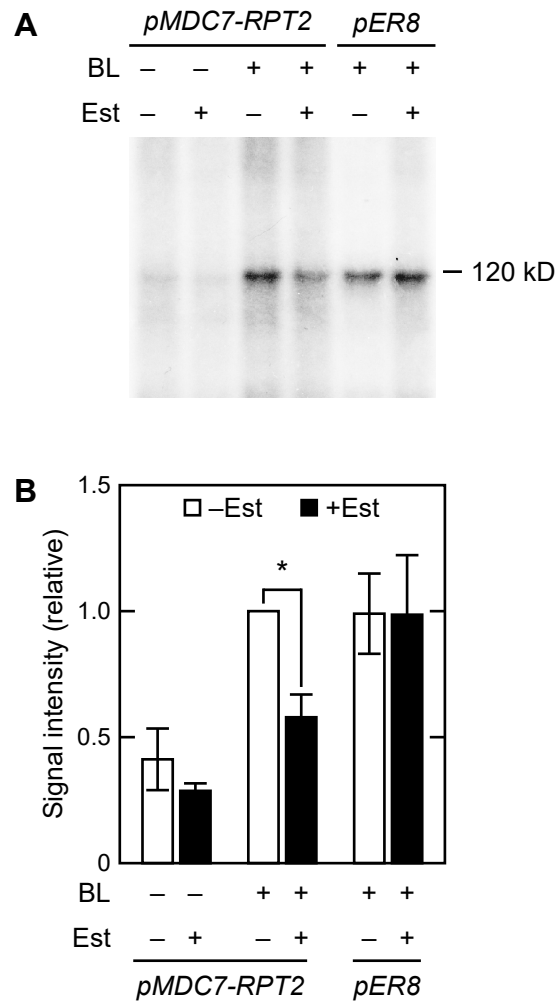 A
pMDC7-RPT2 pER8
BL – – + + + +
Est – + – + – +
120 kD
B
Signal intensity (relative)
1.5
–Est +Est
*
1.0
0.5
0
BL – – + + + +
Est – + – + – +
pMDC7-RPT2 pER8